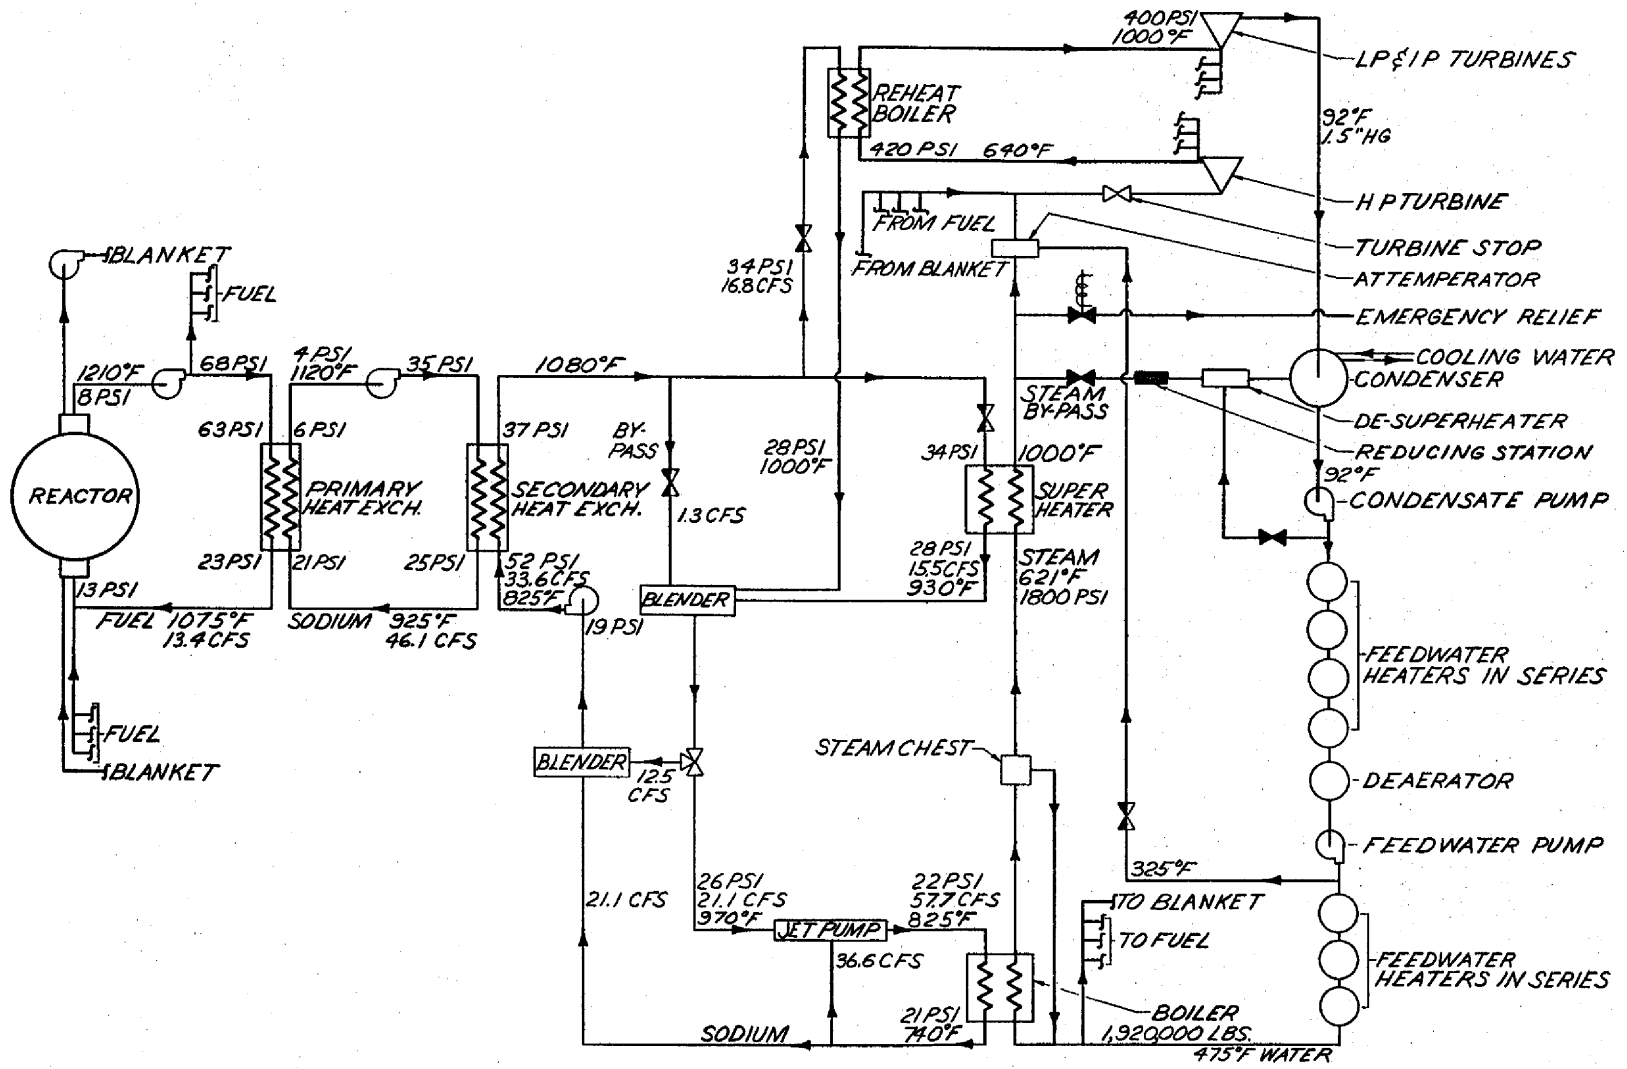 400 PSI
1000°F
LP & IP TURBINES
REHEAT
BOILER
92°F
1.5" HG
420 PSI 640°F
HP TURBINE
FROM FUEL
TURBINE STOP
FROM BLANKET
ATTEMPERATOR
BLANKET
FUEL
34 PSI
16.8 CFS
EMERGENCY RELIEF
1210°F
8 PSI
68 PSI
4 PSI
1120°F
35 PSI
1080°F
COOLING WATER
CONDENSER
STEAM
BY-PASS
DE-SUPERHEATER
REDUCING STATION
63 PSI
6 PSI
37 PSI
BY-
PASS
28 PSI
1000°F
34 PSI
1000°F
92°F
CONDENSATE PUMP
REACTOR
PRIMARY
HEAT EXCH.
SECONDARY
HEAT EXCH.
1.3 CFS
SUPER
HEATER
23 PSI
21 PSI
25 PSI
52 PSI
33.6 CFS
825°F
28 PSI
15.5 CFS
930°F
STEAM
621°F
1800 PSI
13 PSI
BLENDER
19 PSI
FUEL 1075°F
13.4 CFS
SODIUM 925°F
46.1 CFS
FEEDWATER
HEATERS IN SERIES
FUEL
BLANKET
STEAM CHEST
BLENDER
12.5
CFS
DEAERATOR
FEEDWATER PUMP
325°F
21.1 CFS
26 PSI
21.1 CFS
970°F
22 PSI
57.7 CFS
825°F
JET PUMP
36.6 CFS
TO BLANKET
TO FUEL
FEEDWATER
HEATERS IN SERIES
BOILER
21 PSI
740°F
SODIUM
1,920,000 LBS.
475°F WATER